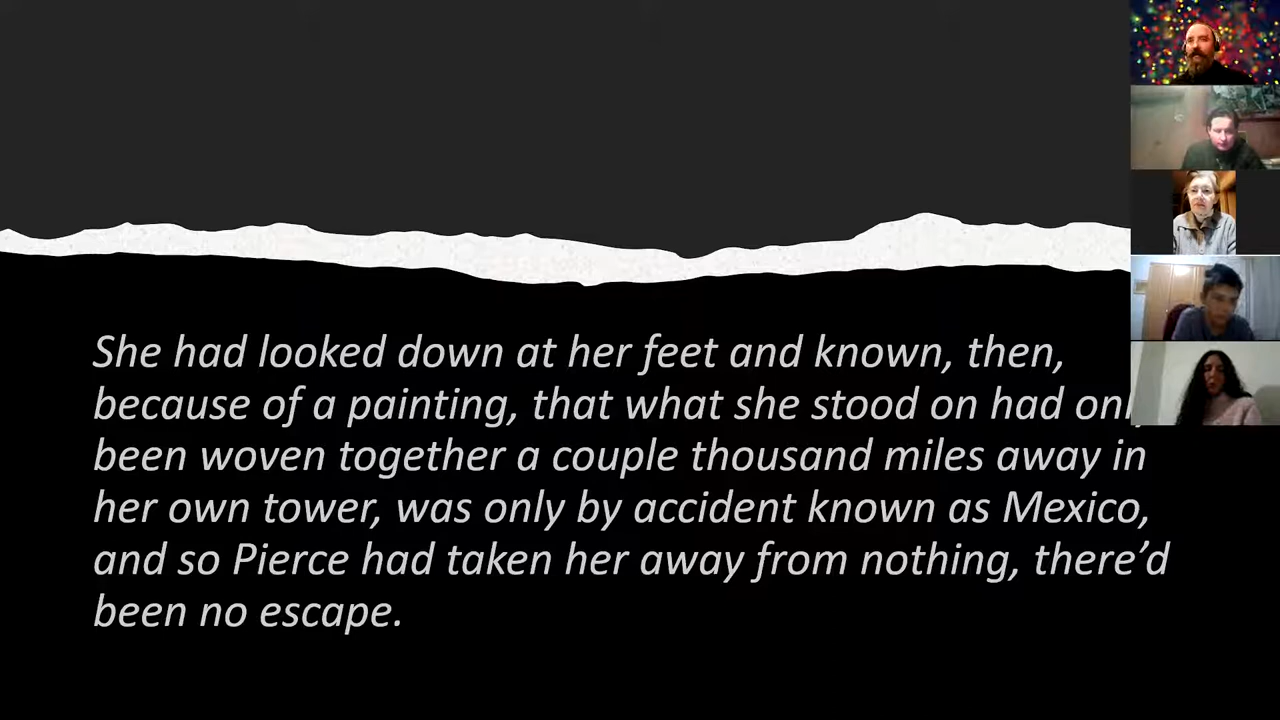 She had looked down at her feet and known, then,
because of a painting, that what she stood on had
been woven together a couple thousand miles away in
her own tower, was only by accident known as Mexico,
and so Pierce had taken her away from nothing, there’d
been no escape.